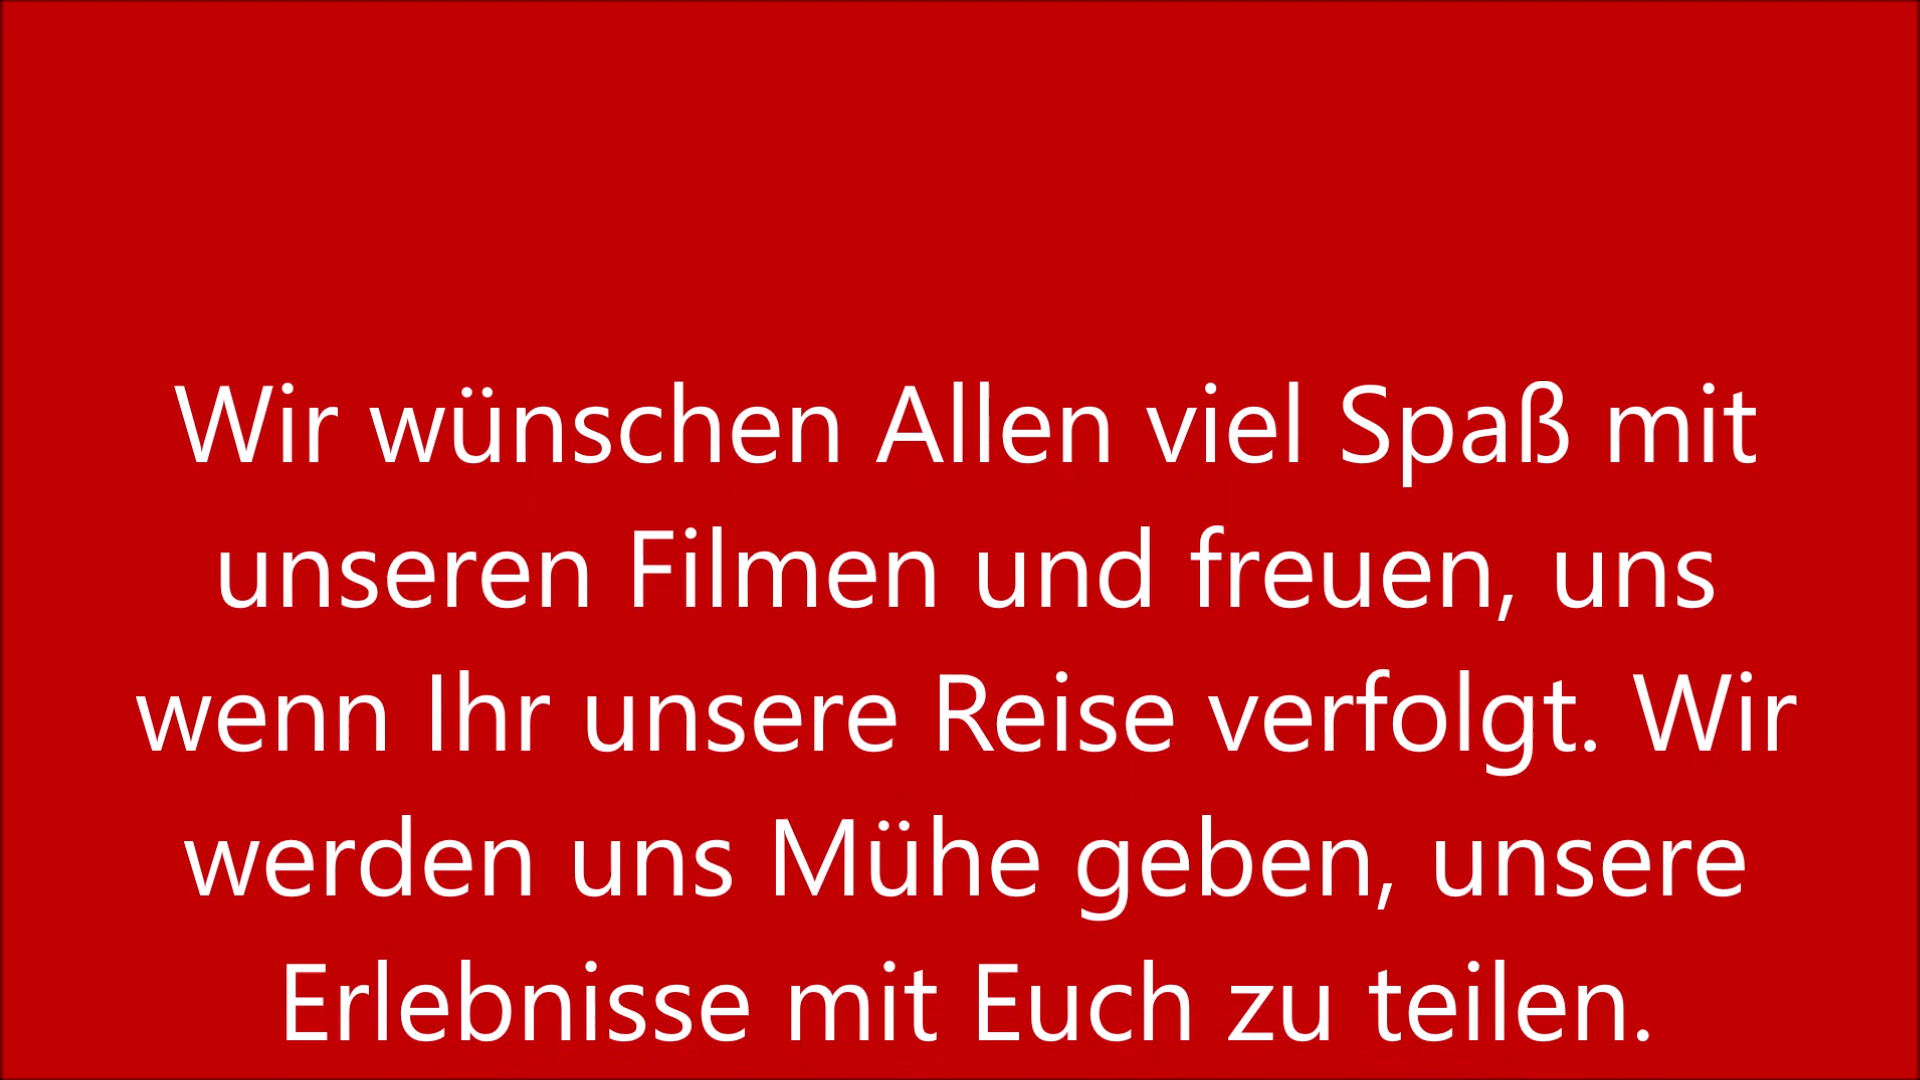 Wir wünschen Allen viel Spaß mit
unseren Filmen und freuen, uns
wenn Ihr unsere Reise verfolgt. Wir
werden uns Mühe geben, unsere
Erlebnisse mit Euch zu teilen.